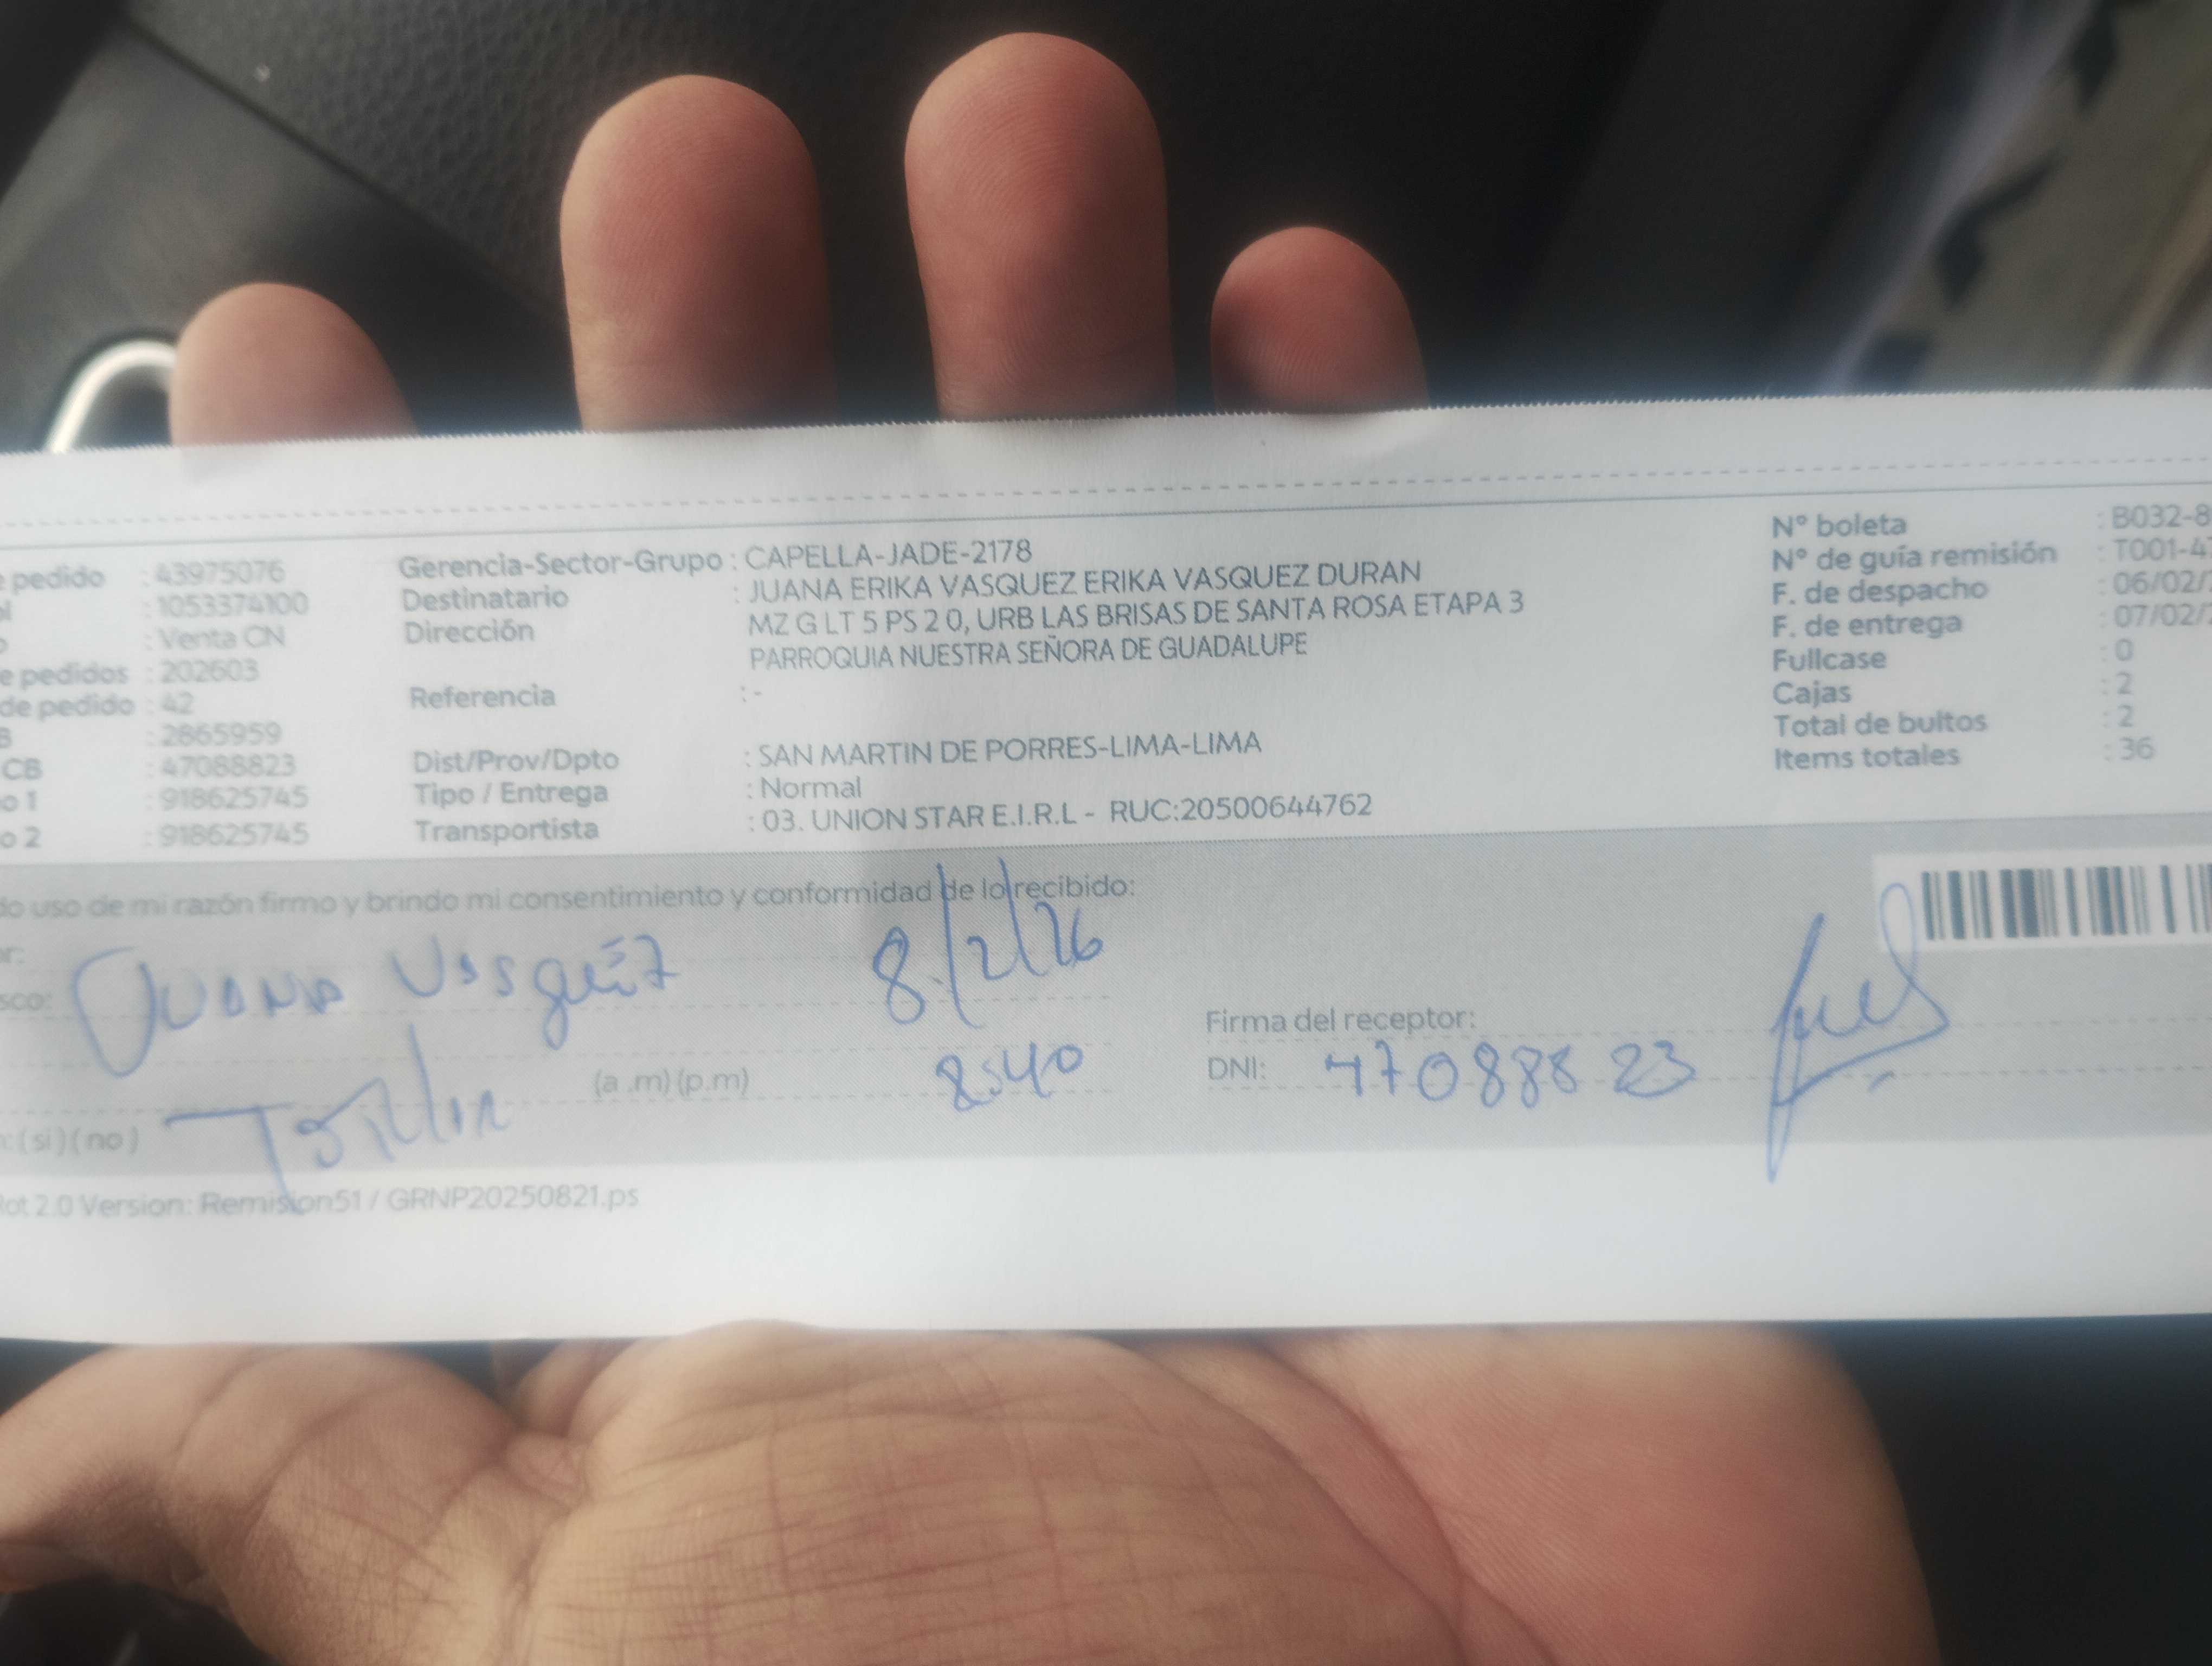 e pedido : 43975076
al : 1053374100
o : Venta CN
e pedidos : 202603
de pedido : 42
B : 2865959
CB : 47088823
o 1 : 918625745
o 2 : 918625745
Gerencia-Sector-Grupo : CAPELLA-JADE-2178
Destinatario : JUANA ERIKA VASQUEZ ERIKA VASQUEZ DURAN
Dirección MZ G LT 5 PS 2 0, URB LAS BRISAS DE SANTA ROSA ETAPA 3
PARROQUIA NUESTRA SEÑORA DE GUADALUPE
Referencia : -
Dist/Prov/Dpto : SAN MARTIN DE PORRES-LIMA-LIMA
Tipo / Entrega : Normal
Transportista : 03. UNION STAR E.I.R.L - RUC:20500644762
N° boleta : B032-8
N° de guía remisión : T001-4
F. de despacho : 06/02/
F. de entrega : 07/02/
Fullcase : 0
Cajas : 2
Total de bultos : 2
Items totales : 36
do uso de mi razón firmo y brindo mi consentimiento y conformidad de lo recibido:
or: Juana Vasquez 8/2/26
sco:
(a .m) (p.m) 8:40
Firma del receptor:
DNI: 47088823
: (si) (no)
Rot 2.0 Version: Remision51 / GRNP20250821.ps